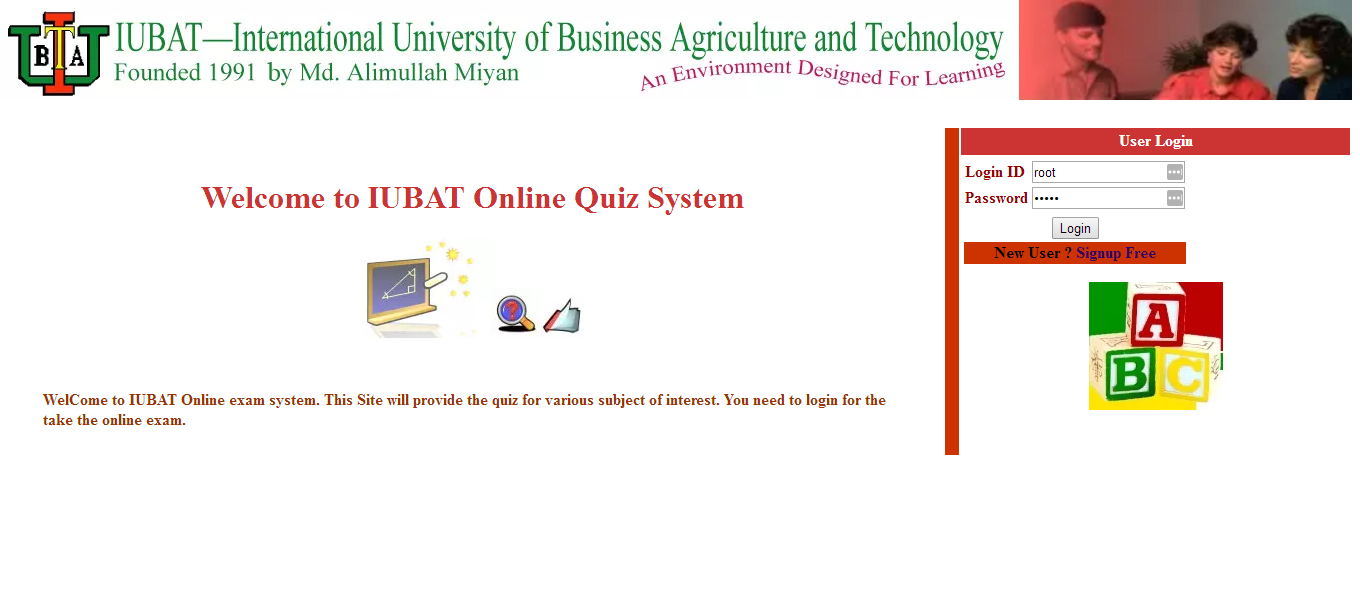 IUBAT—International University of Business Agriculture and Technology
Founded 1991 by Md. Alimullah Miyan
An Environment Designed For Learning
I
U B T A U
User Login
Login ID root
Password •••••
Login
New User ? Signup Free
Welcome to IUBAT Online Quiz System
?
A
B C
WelCome to IUBAT Online exam system. This Site will provide the quiz for various subject of interest. You need to login for the
take the online exam.